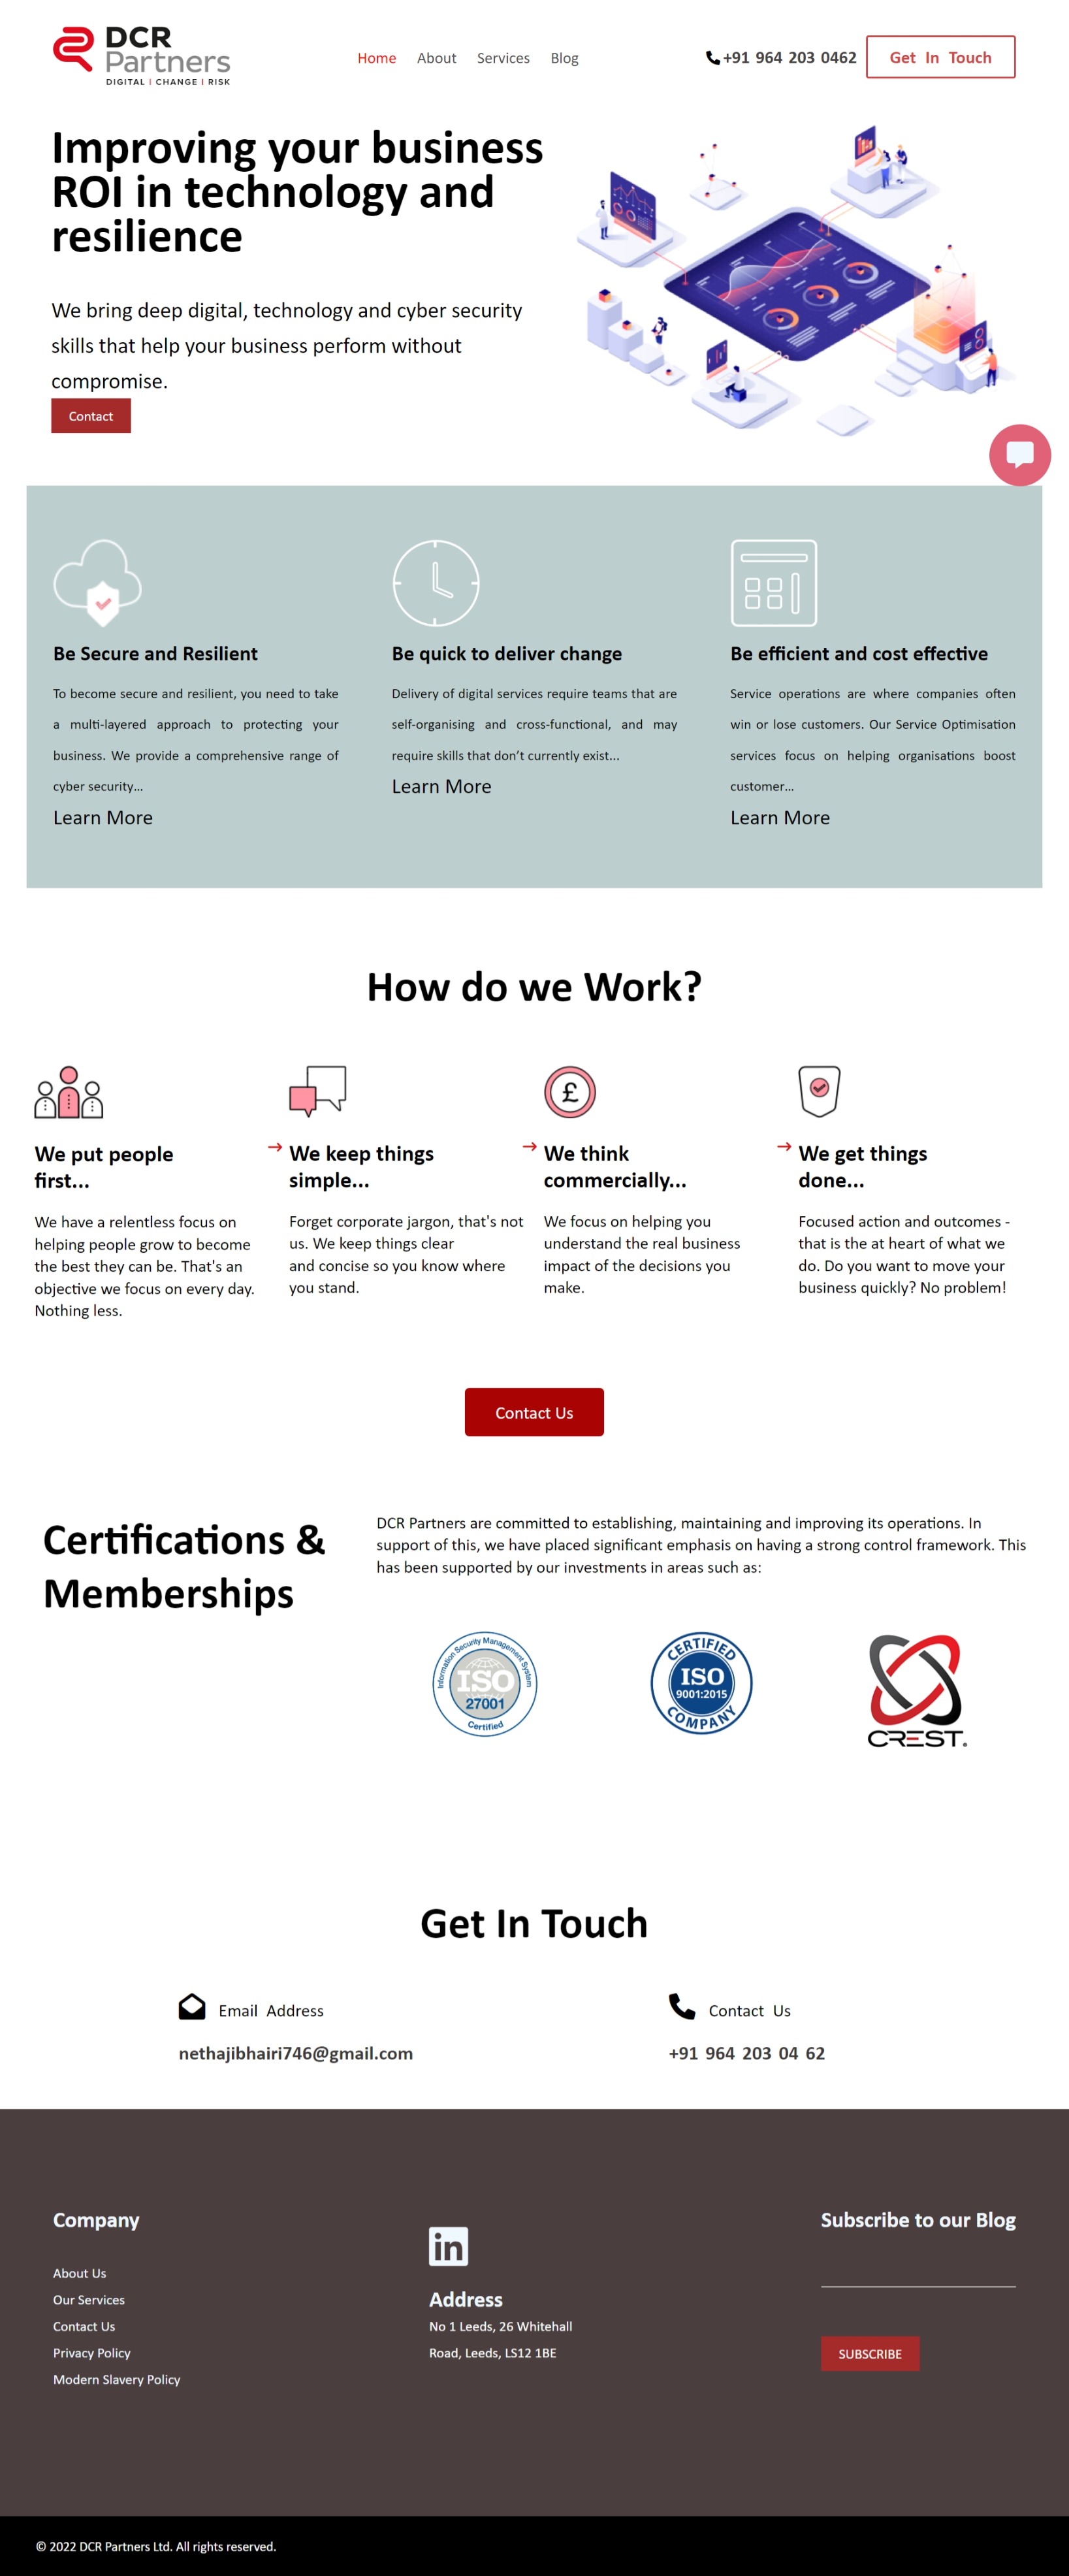 DCR
Partners
DIGITAL | CHANGE | RISK
Home About Services Blog
+91 964 203 0462
Get In Touch
Improving your business
ROI in technology and
resilience
We bring deep digital, technology and cyber security
skills that help your business perform without
compromise.
Contact
Be Secure and Resilient
To become secure and resilient, you need to take
a multi-layered approach to protecting your
business. We provide a comprehensive range of
cyber security...
Learn More
Be quick to deliver change
Delivery of digital services require teams that are
self-organising and cross-functional, and may
require skills that don’t currently exist...
Learn More
Be efficient and cost effective
Service operations are where companies often
win or lose customers. Our Service Optimisation
services focus on helping organisations boost
customer...
Learn More
How do we Work?
We put people
first...
We have a relentless focus on
helping people grow to become
the best they can be. That's an
objective we focus on every day.
Nothing less.
→ We keep things
simple...
Forget corporate jargon, that's not
us. We keep things clear
and concise so you know where
you stand.
£
→ We think
commercially...
We focus on helping you
understand the real business
impact of the decisions you
make.
→ We get things
done...
Focused action and outcomes -
that is the at heart of what we
do. Do you want to move your
business quickly? No problem!
Contact Us
Certifications &
Memberships
DCR Partners are committed to establishing, maintaining and improving its operations. In
support of this, we have placed significant emphasis on having a strong control framework. This
has been supported by our investments in areas such as:
Information Security Management System
ISO
27001
Certified
CERTIFIED
ISO
9001:2015
COMPANY
CREST.
Get In Touch
Email Address
nethajibhairi746@gmail.com
Contact Us
+91 964 203 04 62
Company
About Us
Our Services
Contact Us
Privacy Policy
Modern Slavery Policy
in
Address
No 1 Leeds, 26 Whitehall
Road, Leeds, LS12 1BE
Subscribe to our Blog
SUBSCRIBE
© 2022 DCR Partners Ltd. All rights reserved.